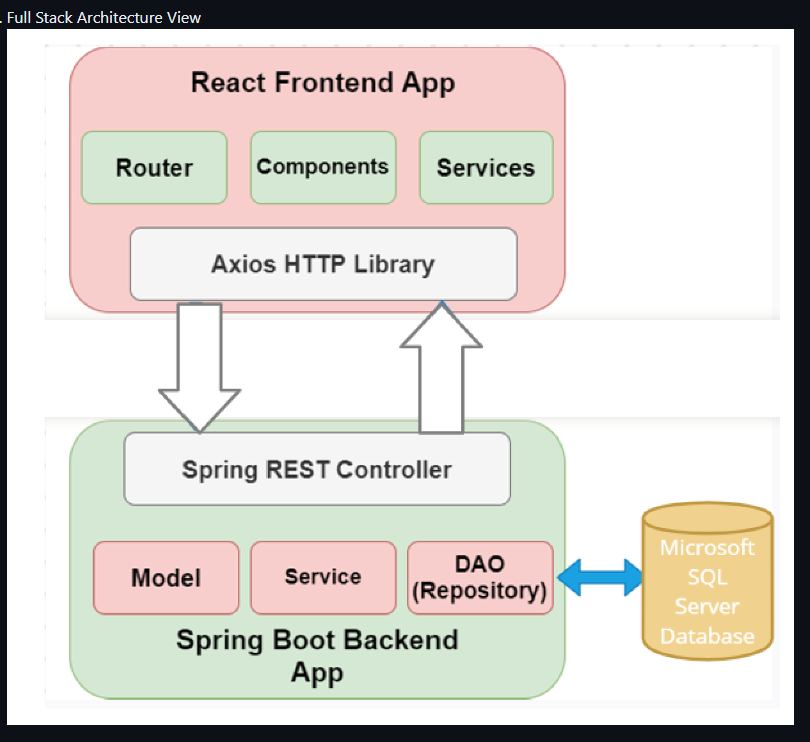 . Full Stack Architecture View
React Frontend App
Router
Components
Services
Axios HTTP Library
Spring REST Controller
Model
Service
DAO
(Repository)
Microsoft
SQL
Server
Database
Spring Boot Backend
App